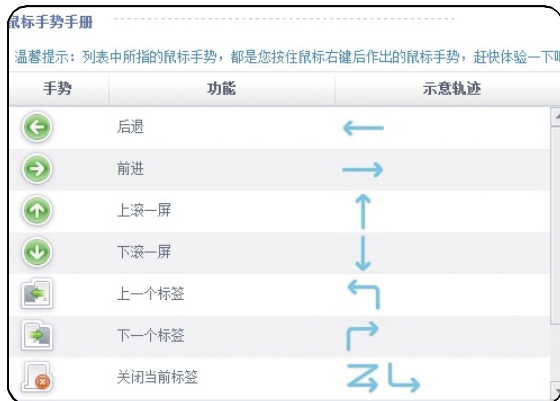 鼠标手势手册
温馨提示：列表中所指的鼠标手势，都是您按住鼠标右键后作出的鼠标手势，赶快体验一下
手势 功能 示意轨迹
后退
前进
上滚一屏
下滚一屏
上一个标签
下一个标签
关闭当前标签